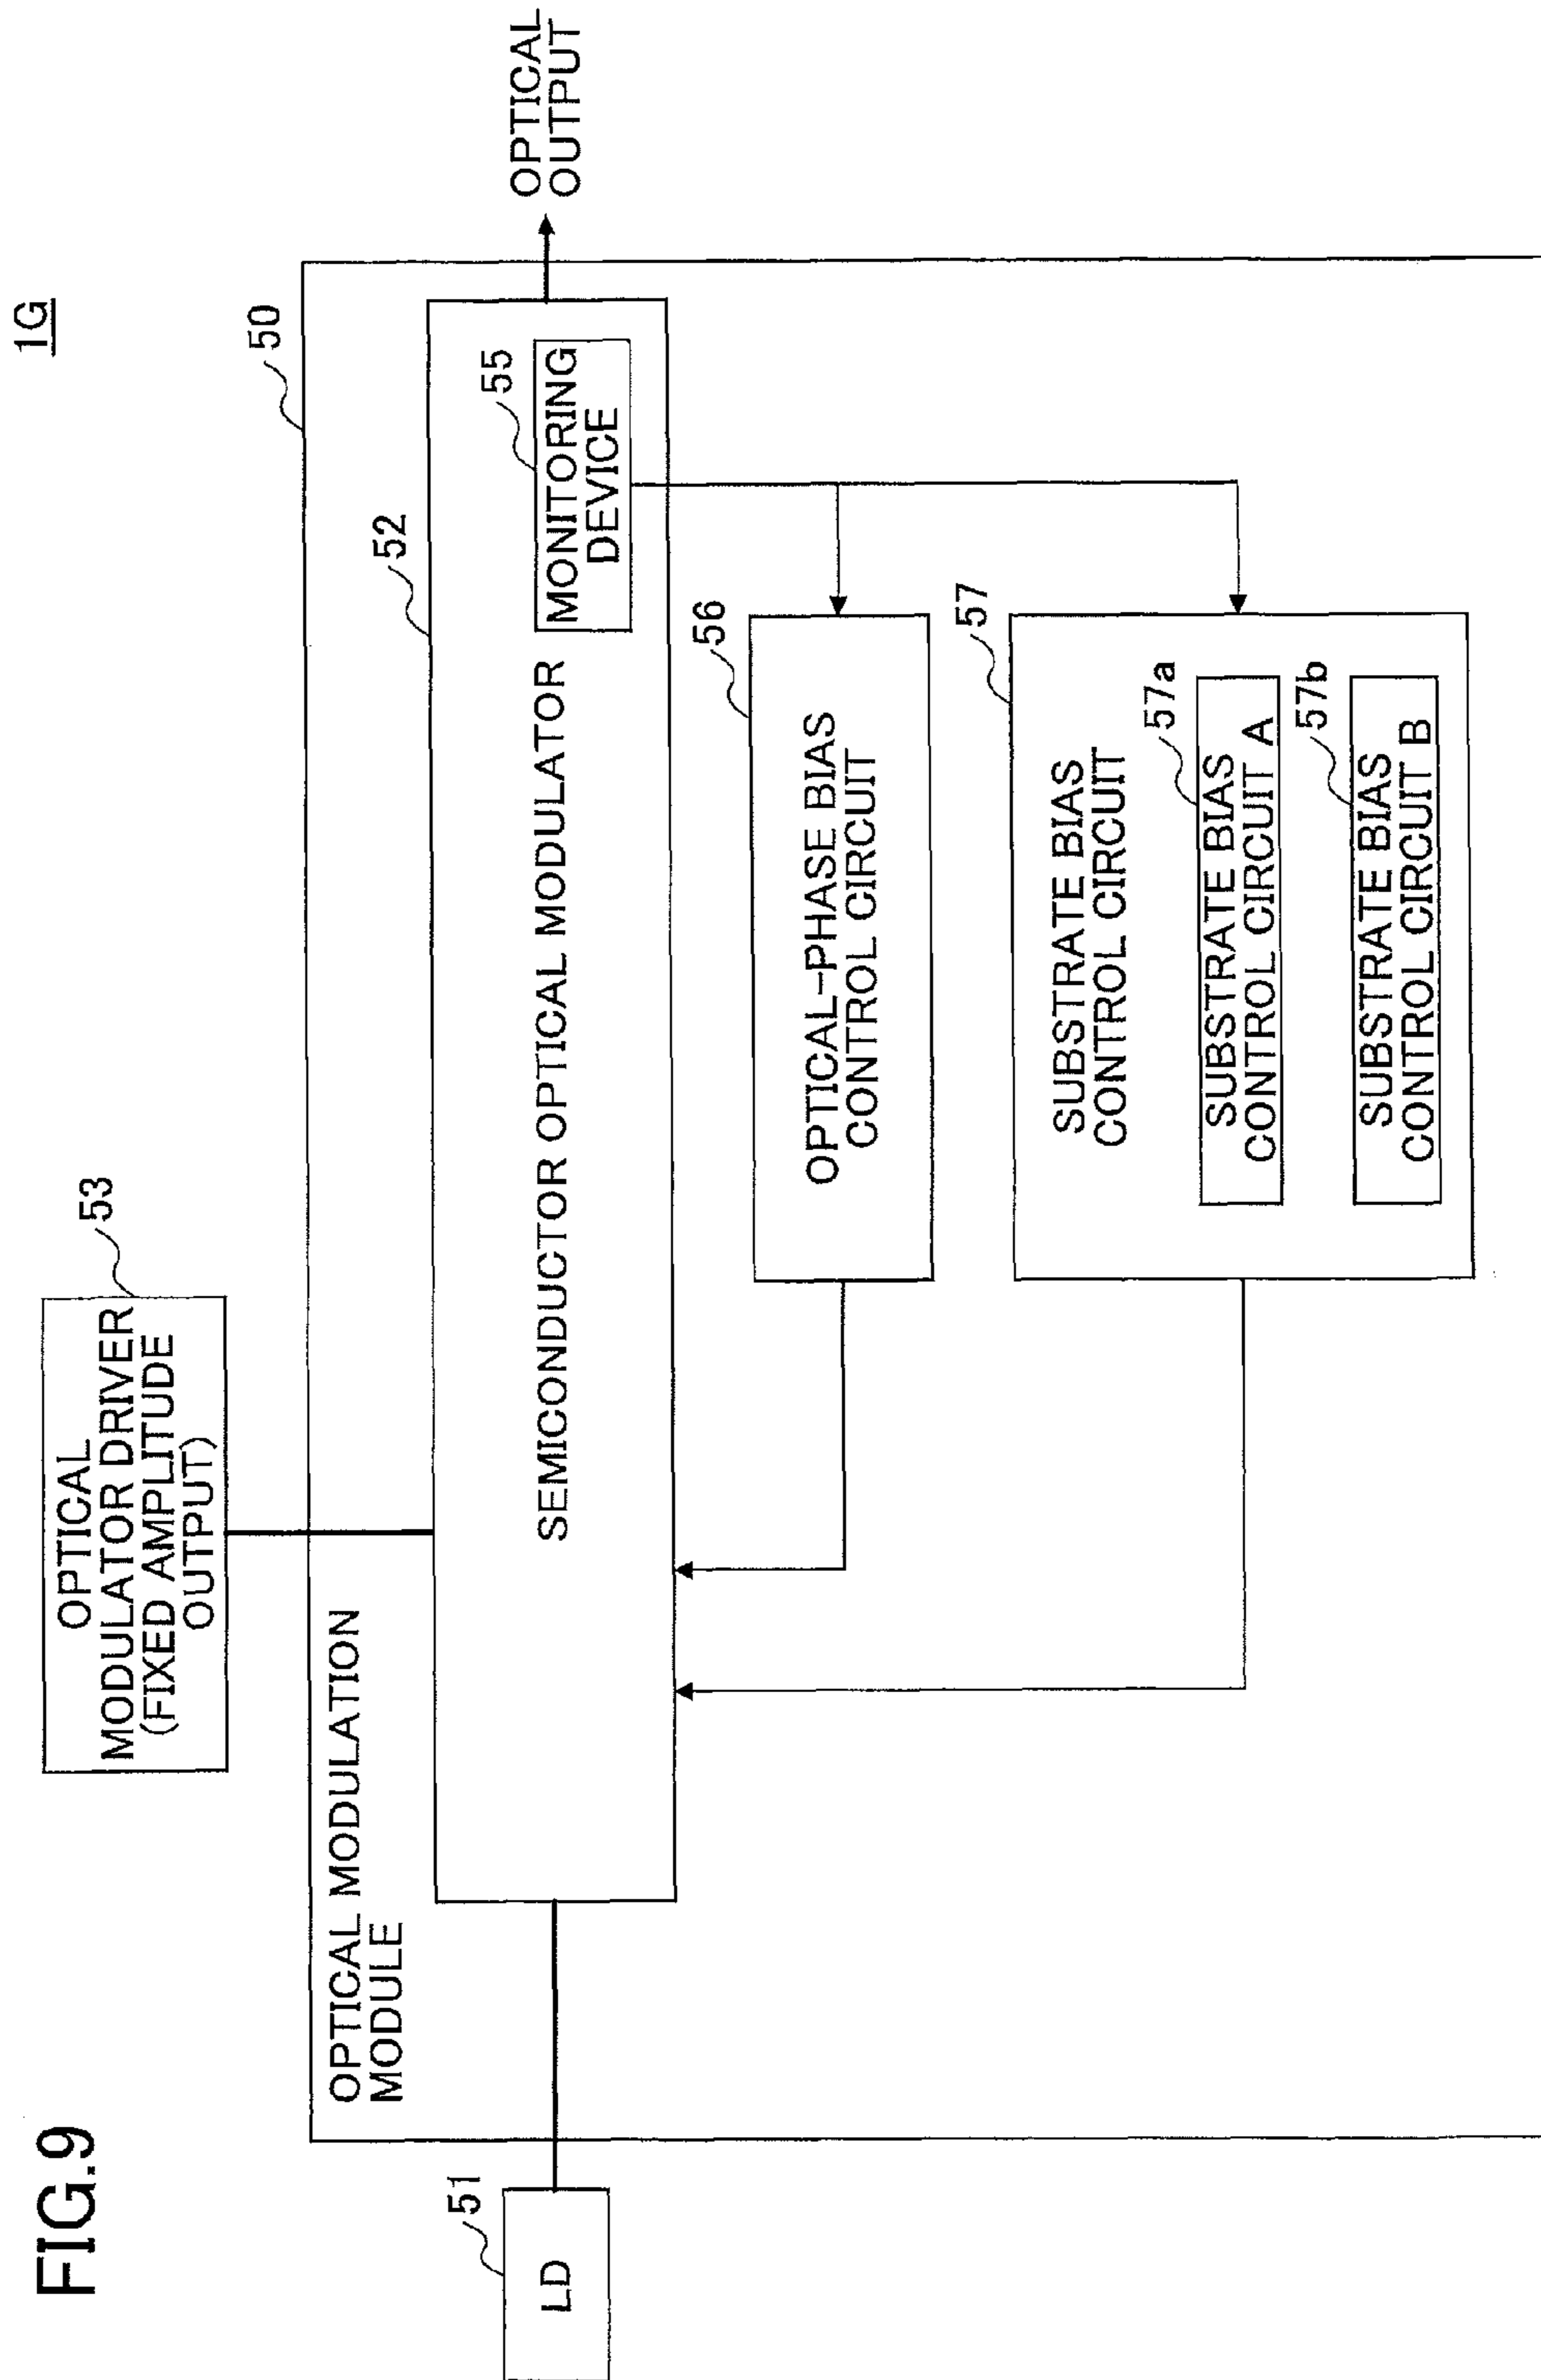 FIG.9
1G
OPTICAL
MODULATOR DRIVER
(FIXED AMPLITUDE
OUTPUT)
53
50
OPTICAL MODULATION
MODULE
52
51
LD
SEMICONDUCTOR OPTICAL MODULATOR
55
MONITORING
DEVICE
OPTICAL
OUTPUT
56
OPTICAL-PHASE BIAS
CONTROL CIRCUIT
57
SUBSTRATE BIAS
CONTROL CIRCUIT
57a
SUBSTRATE BIAS
CONTROL CIRCUIT A
57b
SUBSTRATE BIAS
CONTROL CIRCUIT B